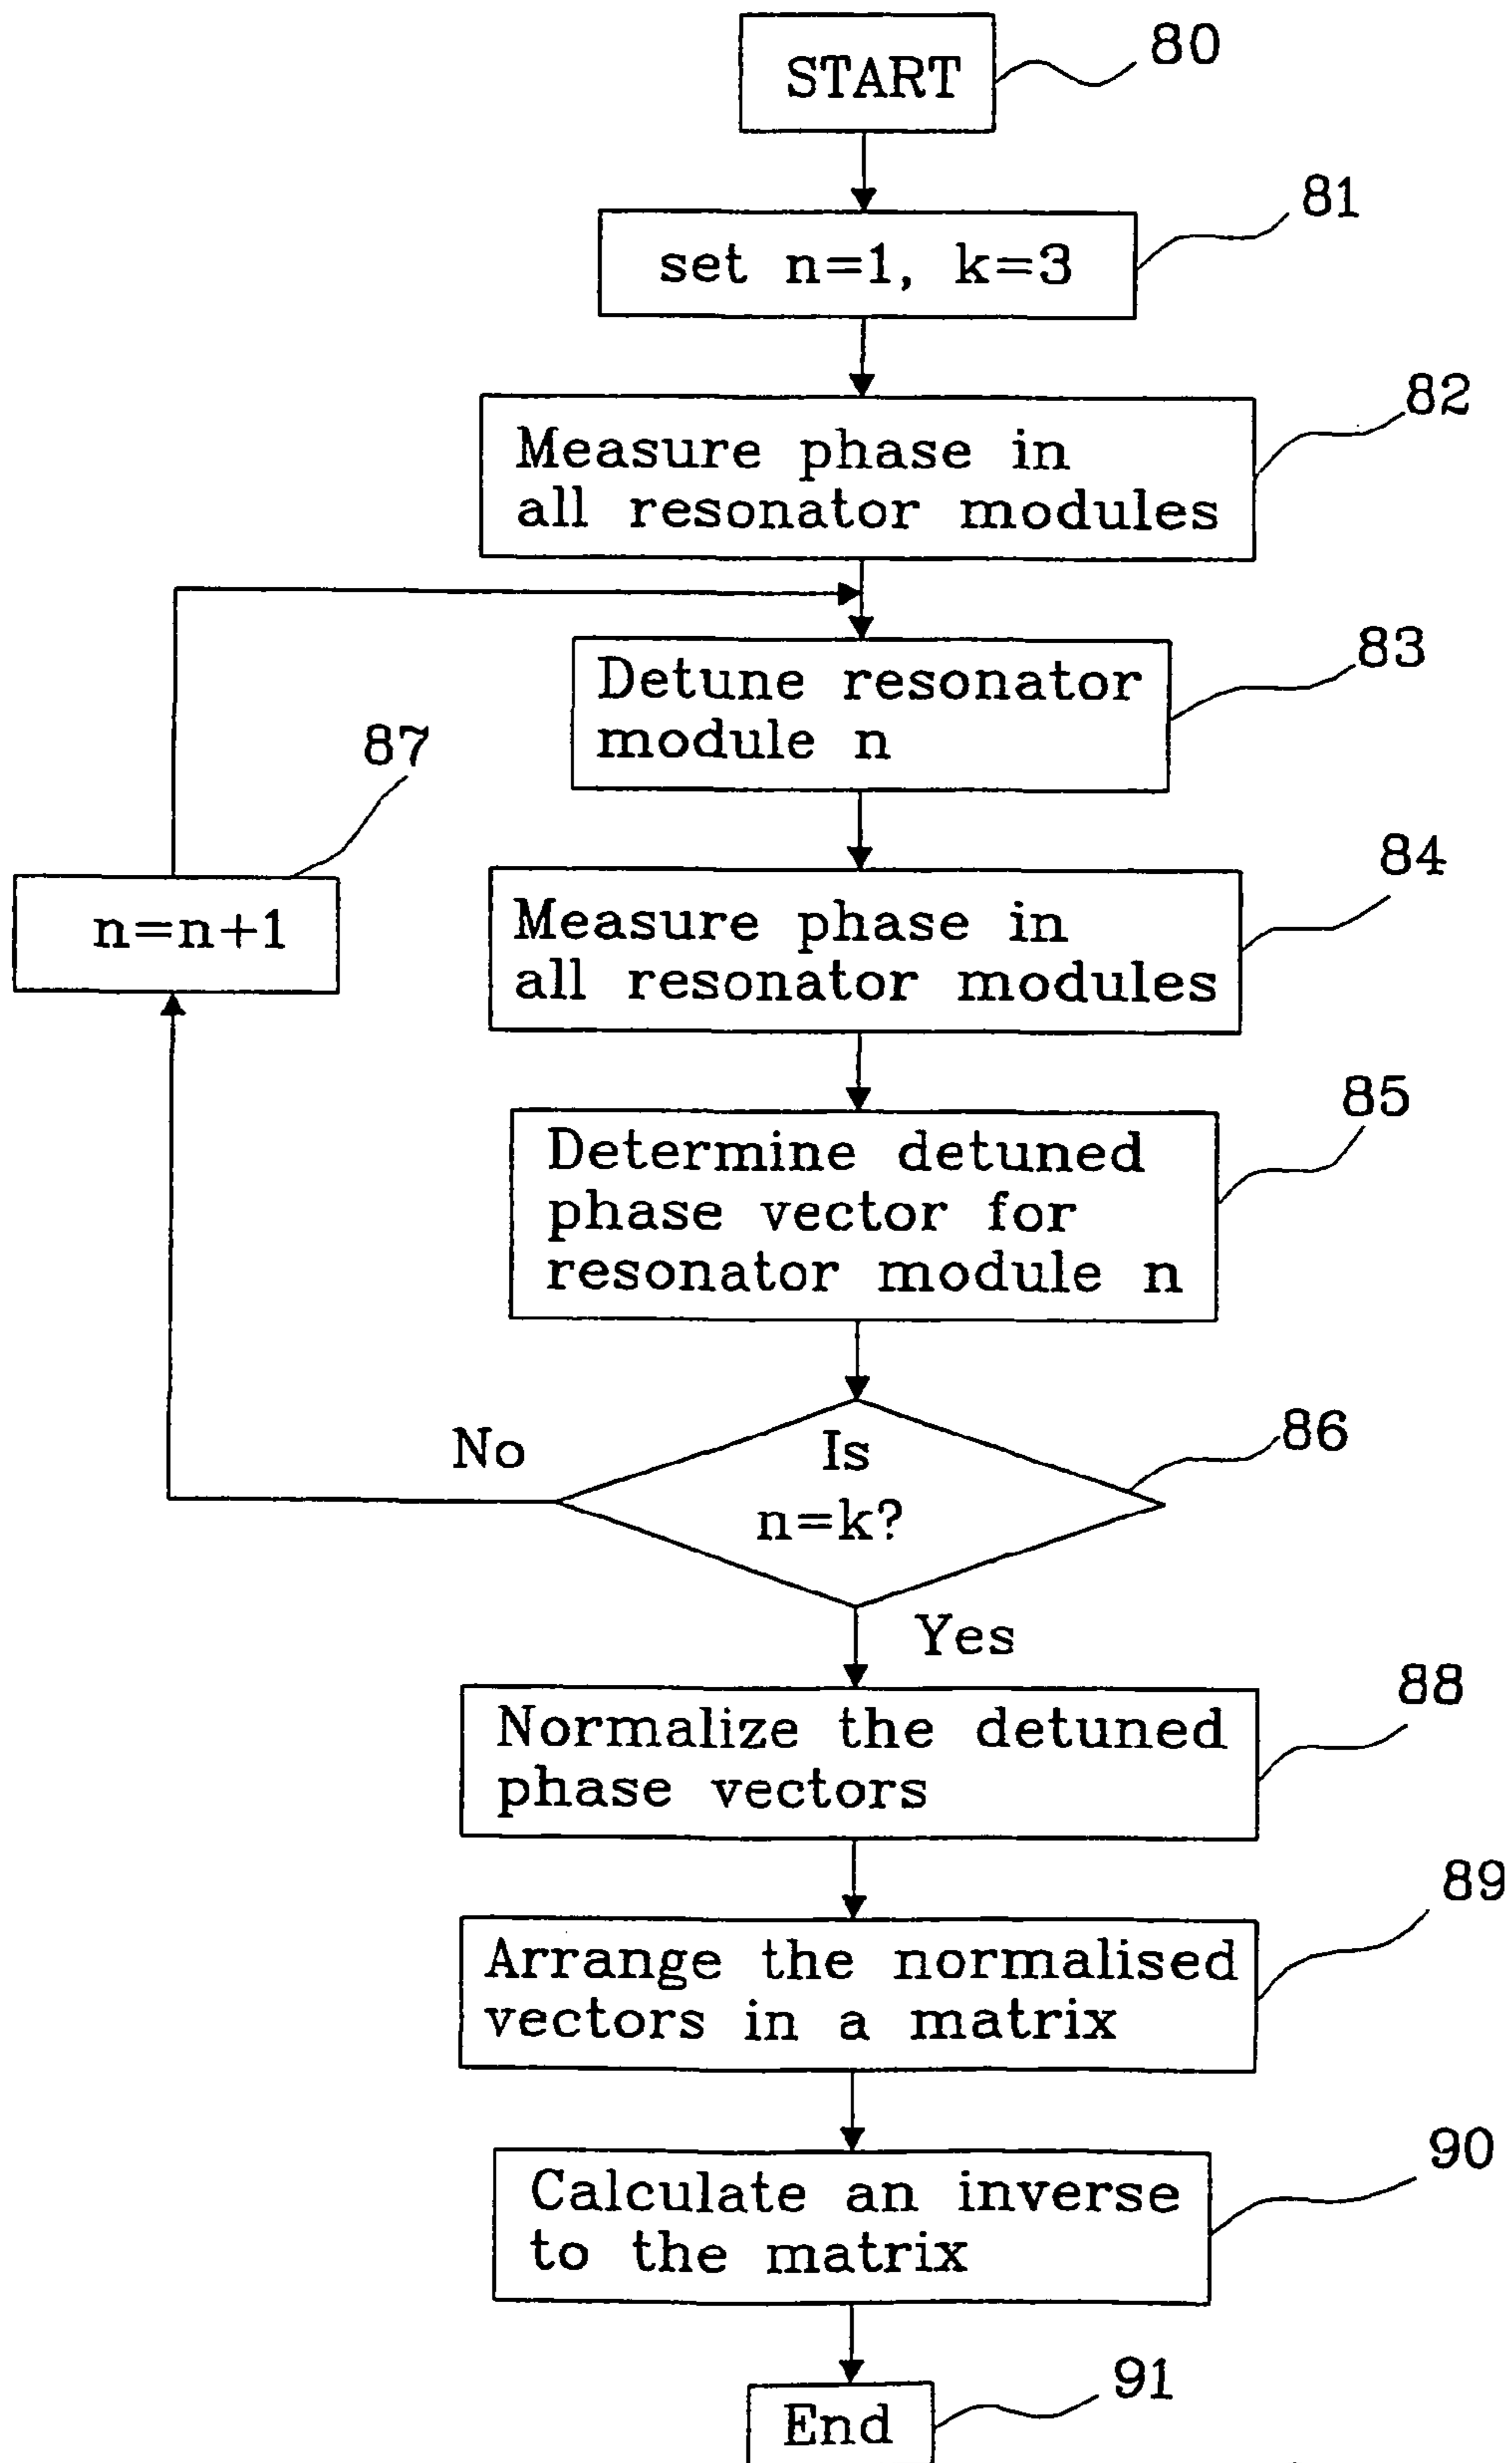 START
80
set n=1, k=3
81
Measure phase in
all resonator modules
82
Detune resonator
module n
83
87
n=n+1
Measure phase in
all resonator modules
84
Determine detuned
phase vector for
resonator module n
85
No
Is
n=k?
86
Yes
Normalize the detuned
phase vectors
88
Arrange the normalised
vectors in a matrix
89
Calculate an inverse
to the matrix
90
End
91